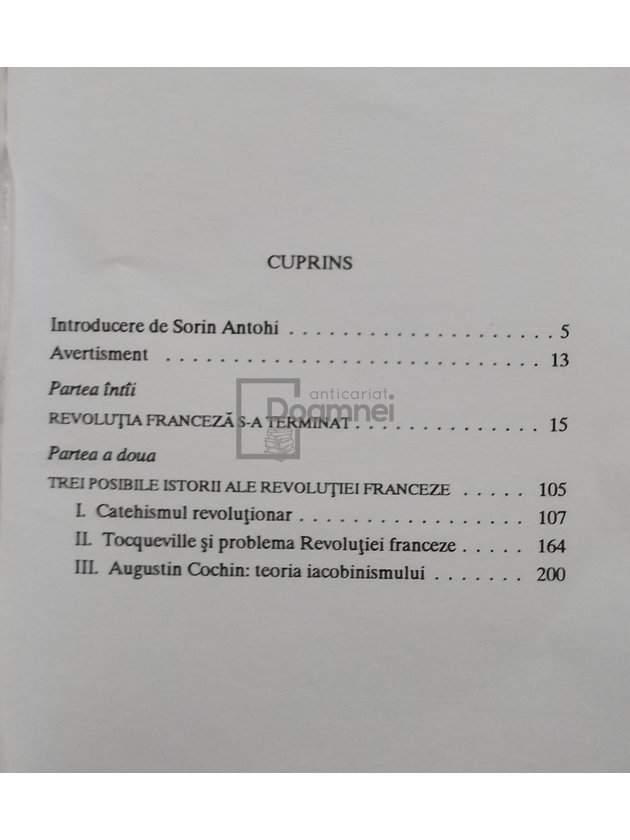 CUPRINS
Introducere de Sorin Antohi . . . . . . . . . . . . . . . . . . . . 5
Avertisment . . . . . . . . . . . . . . . . . . . . . . . . . . . . 13
Partea întîi
anticariat
Doamnei
REVOLUŢIA FRANCEZĂ S-A TERMINAT . . . . . . . . . . . . . . 15
Partea a doua
TREI POSIBILE ISTORII ALE REVOLUŢIEI FRANCEZE . . . . . 105
I. Catehismul revoluţionar . . . . . . . . . . . . . . . . . 107
II. Tocqueville şi problema Revoluţiei franceze . . . . . 164
III. Augustin Cochin: teoria iacobinismului . . . . . . . 200